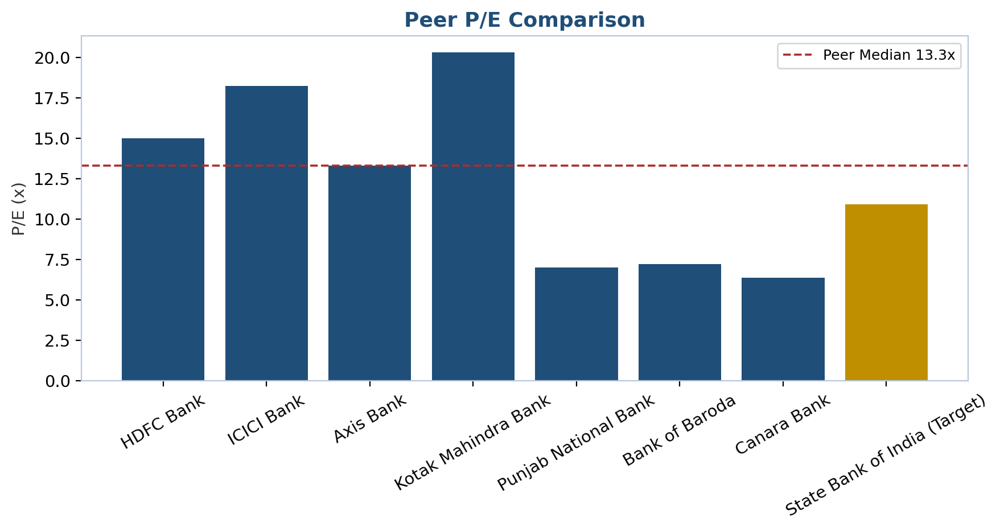 Peer P/E Comparison
Peer Median 13.3x
P/E (x)
20.0
17.5
15.0
12.5
10.0
7.5
5.0
2.5
0.0
HDFC Bank
ICICI Bank
Axis Bank
Kotak Mahindra Bank
Punjab National Bank
Bank of Baroda
Canara Bank
State Bank of India (Target)